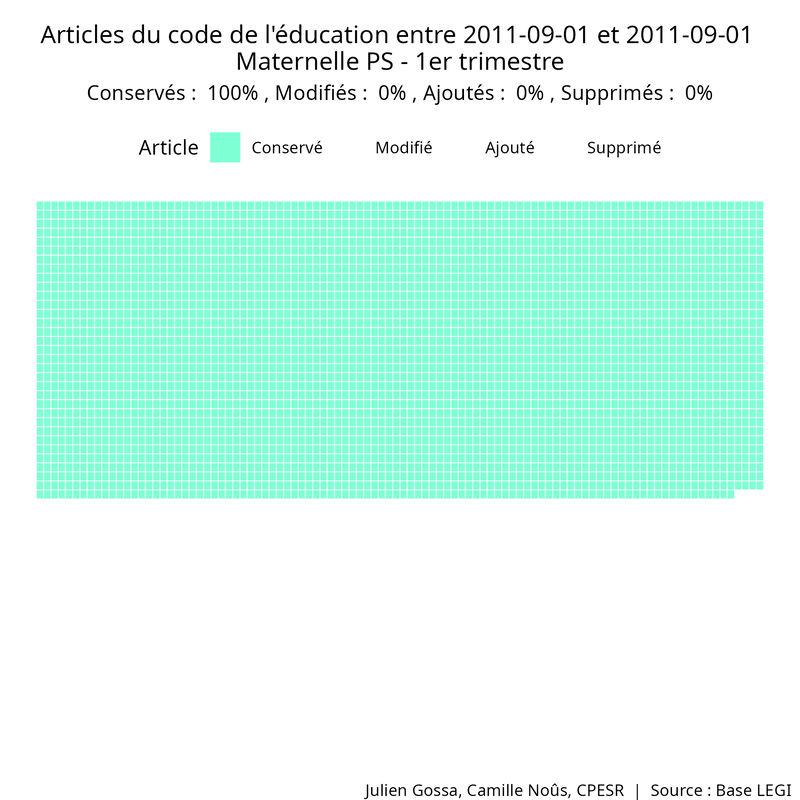 Articles du code de l'éducation entre 2011-09-01 et 2011-09-01
Maternelle PS - 1er trimestre
Conservés :  100% , Modifiés :  0% , Ajoutés :  0% , Supprimés :  0%
Article Conservé Modifié Ajouté Supprimé
Julien Gossa, Camille Noûs, CPESR  |  Source : Base LEGI